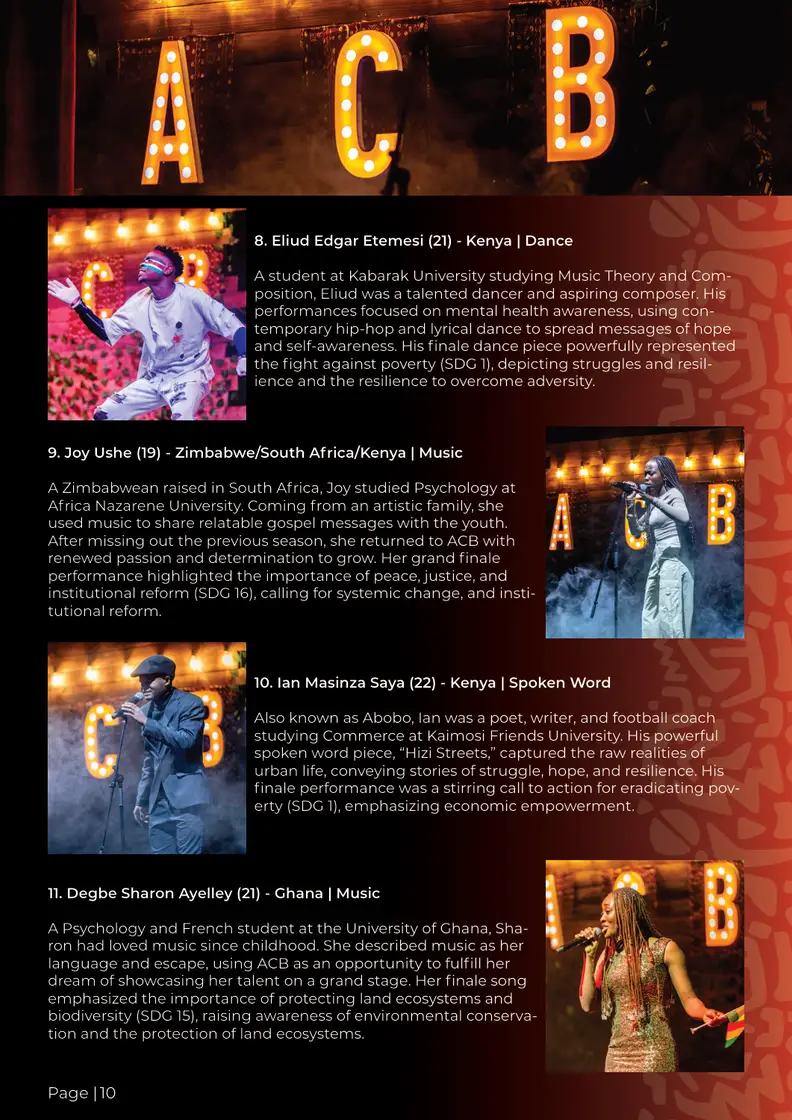 A C B
8. Eliud Edgar Etemesi (21) - Kenya | Dance
A student at Kabarak University studying Music Theory and Com-
position, Eliud was a talented dancer and aspiring composer. His
performances focused on mental health awareness, using con-
temporary hip-hop and lyrical dance to spread messages of hope
and self-awareness. His finale dance piece powerfully represented
the fight against poverty (SDG 1), depicting struggles and resil-
ience and the resilience to overcome adversity.
C B
9. Joy Ushe (19) - Zimbabwe/South Africa/Kenya | Music
A Zimbabwean raised in South Africa, Joy studied Psychology at
Africa Nazarene University. Coming from an artistic family, she
used music to share relatable gospel messages with the youth.
After missing out the previous season, she returned to ACB with
renewed passion and determination to grow. Her grand finale
performance highlighted the importance of peace, justice, and
institutional reform (SDG 16), calling for systemic change, and insti-
tutional reform.
A C B
10. Ian Masinza Saya (22) - Kenya | Spoken Word
Also known as Abobo, Ian was a poet, writer, and football coach
studying Commerce at Kaimosi Friends University. His powerful
spoken word piece, “Hizi Streets,” captured the raw realities of
urban life, conveying stories of struggle, hope, and resilience. His
finale performance was a stirring call to action for eradicating pov-
erty (SDG 1), emphasizing economic empowerment.
C B
11. Degbe Sharon Ayelley (21) - Ghana | Music
A Psychology and French student at the University of Ghana, Sha-
ron had loved music since childhood. She described music as her
language and escape, using ACB as an opportunity to fulfill her
dream of showcasing her talent on a grand stage. Her finale song
emphasized the importance of protecting land ecosystems and
biodiversity (SDG 15), raising awareness of environmental conserva-
tion and the protection of land ecosystems.
A C B
Page | 10